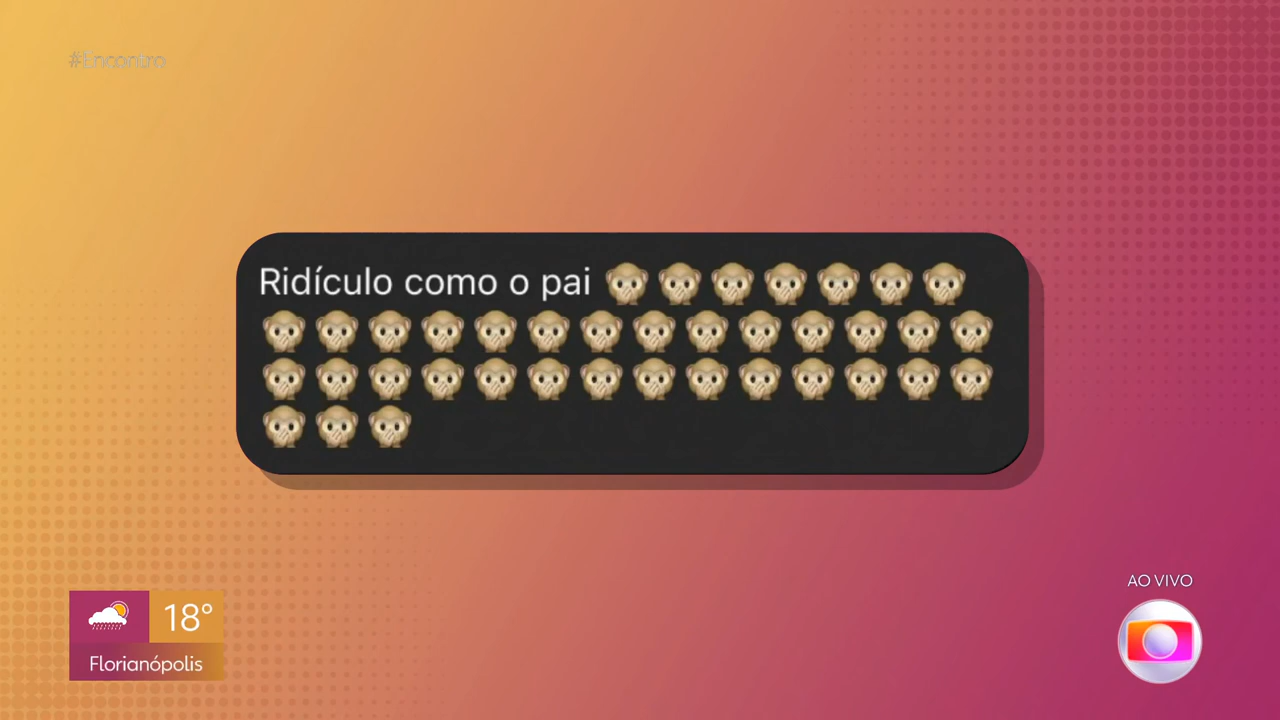 #Encontro
Ridículo como o pai 🙊🙊🙊🙊🙊🙊🙊
🙊🙊🙊🙊🙊🙊🙊🙊🙊🙊🙊🙊🙊🙊
🙊🙊🙊🙊🙊🙊🙊🙊🙊🙊🙊🙊🙊🙊
🙊🙊🙊
AO VIVO
18°
Florianópolis